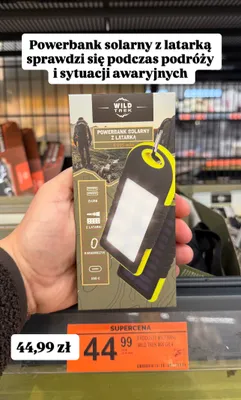 Powerbank solarny z latarką
sprawdzi się podczas podróży
i sytuacji awaryjnych
WILD
TREK
POWERBANK SOLARNY
Z LATARKĄ
Z LATARKĄ
44,99 zł
SUPERCENA
44 99